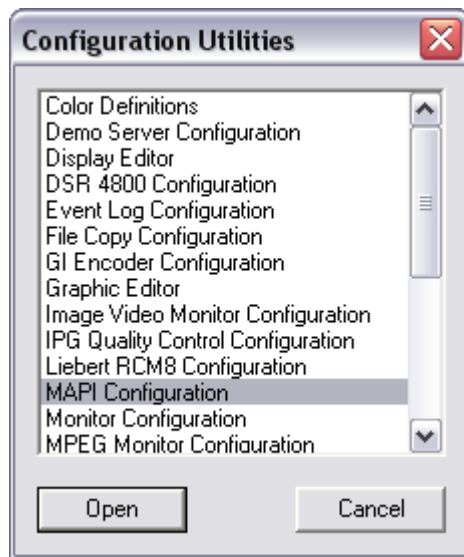 Configuration Utilities
Color Definitions
Demo Server Configuration
Display Editor
DSR 4800 Configuration
Event Log Configuration
File Copy Configuration
GI Encoder Configuration
Graphic Editor
Image Video Monitor Configuration
IPG Quality Control Configuration
Liebert RCM8 Configuration
MAPI Configuration
Monitor Configuration
MPEG Monitor Configuration
Open Cancel